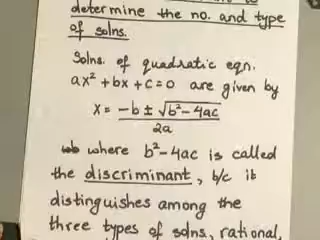 determine the no. and type
of solns.
Solns. of quadratic eqn.
ax² + bx + c = 0 are given by
x = -b ± √b² - 4ac
2a
where b² - 4ac is called
the discriminant, b/c it
distinguishes among the
three types of solns, rational,